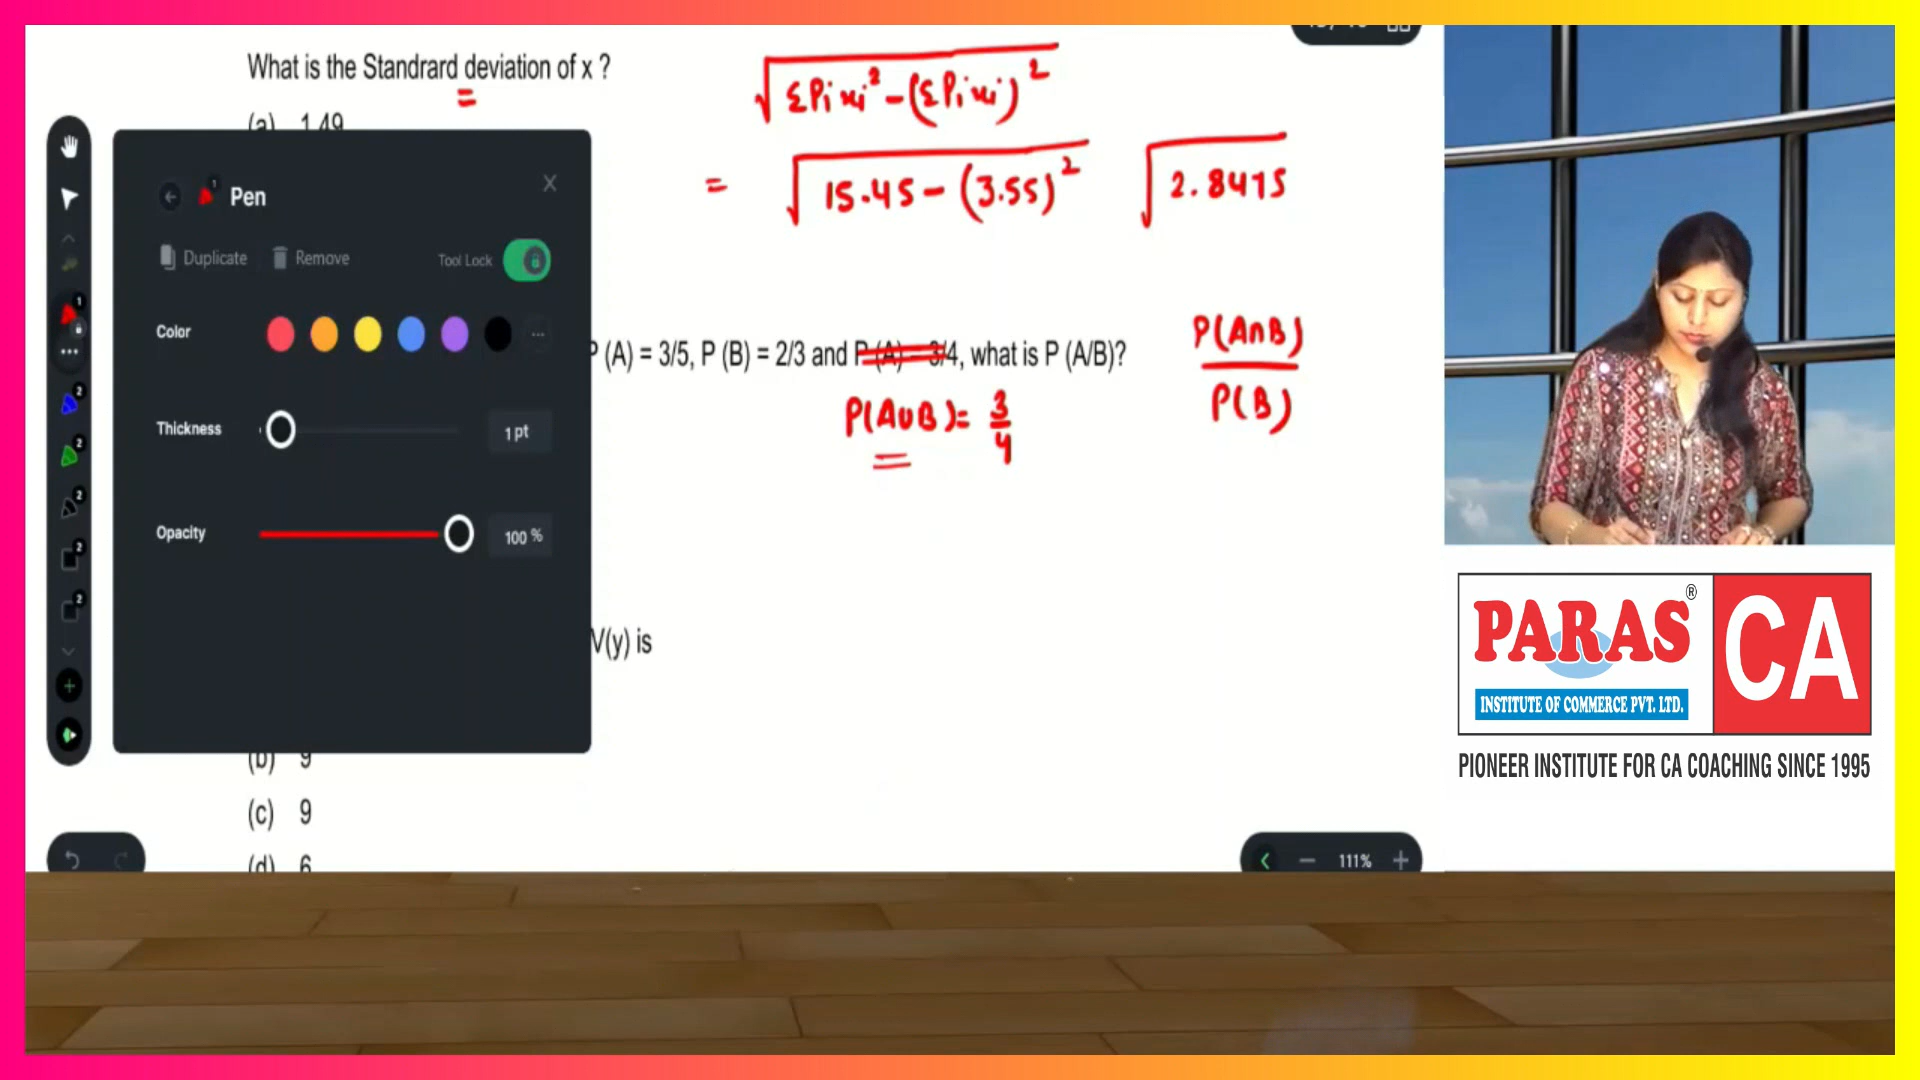 What is the Standrard deviation of x ?
√Σpᵢxᵢ² - (Σpᵢxᵢ)²
(a) 1.49
= √15.45 - (3.55)² √2.8475
Pen
Duplicate Remove Tool Lock
Color
P (A) = 3/5, P (B) = 2/3 and P (A) = 3/4, what is P (A/B)?
P(A∩B)
P(B)
P(A∪B) = 3/4
Thickness 1 pt
Opacity 100 %
V(y) is
(b) 9
(c) 9
(d) 6
111%
PARAS ®
INSTITUTE OF COMMERCE PVT. LTD.
CA
PIONEER INSTITUTE FOR CA COACHING SINCE 1995